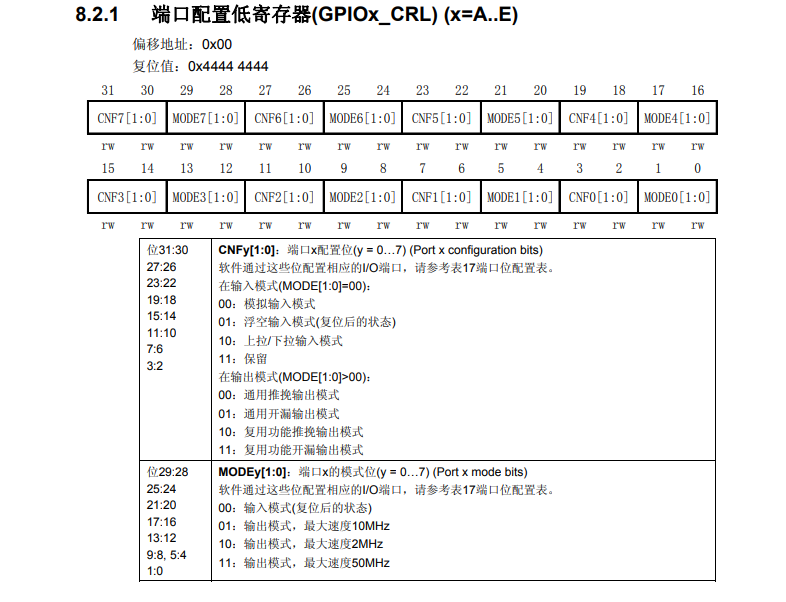 8.2.1 端口配置低寄存器(GPIOx_CRL) (x=A..E)
偏移地址：0x00
复位值：0x4444 4444
31 30 29 28 27 26 25 24 23 22 21 20 19 18 17 16
CNF7[1:0] MODE7[1:0] CNF6[1:0] MODE6[1:0] CNF5[1:0] MODE5[1:0] CNF4[1:0] MODE4[1:0]
rw rw rw rw rw rw rw rw rw rw rw rw rw rw rw rw
15 14 13 12 11 10 9 8 7 6 5 4 3 2 1 0
CNF3[1:0] MODE3[1:0] CNF2[1:0] MODE2[1:0] CNF1[1:0] MODE1[1:0] CNF0[1:0] MODE0[1:0]
rw rw rw rw rw rw rw rw rw rw rw rw rw rw rw rw
位31:30
27:26
23:22
19:18
15:14
11:10
7:6
3:2
CNFy[1:0]：端口x配置位(y = 0…7) (Port x configuration bits)
软件通过这些位配置相应的I/O端口，请参考表17端口位配置表。
在输入模式(MODE[1:0]=00)：
00：模拟输入模式
01：浮空输入模式(复位后的状态)
10：上拉/下拉输入模式
11：保留
在输出模式(MODE[1:0]>00)：
00：通用推挽输出模式
01：通用开漏输出模式
10：复用功能推挽输出模式
11：复用功能开漏输出模式
位29:28
25:24
21:20
17:16
13:12
9:8, 5:4
1:0
MODEy[1:0]：端口x的模式位(y = 0…7) (Port x mode bits)
软件通过这些位配置相应的I/O端口，请参考表17端口位配置表。
00：输入模式(复位后的状态)
01：输出模式，最大速度10MHz
10：输出模式，最大速度2MHz
11：输出模式，最大速度50MHz